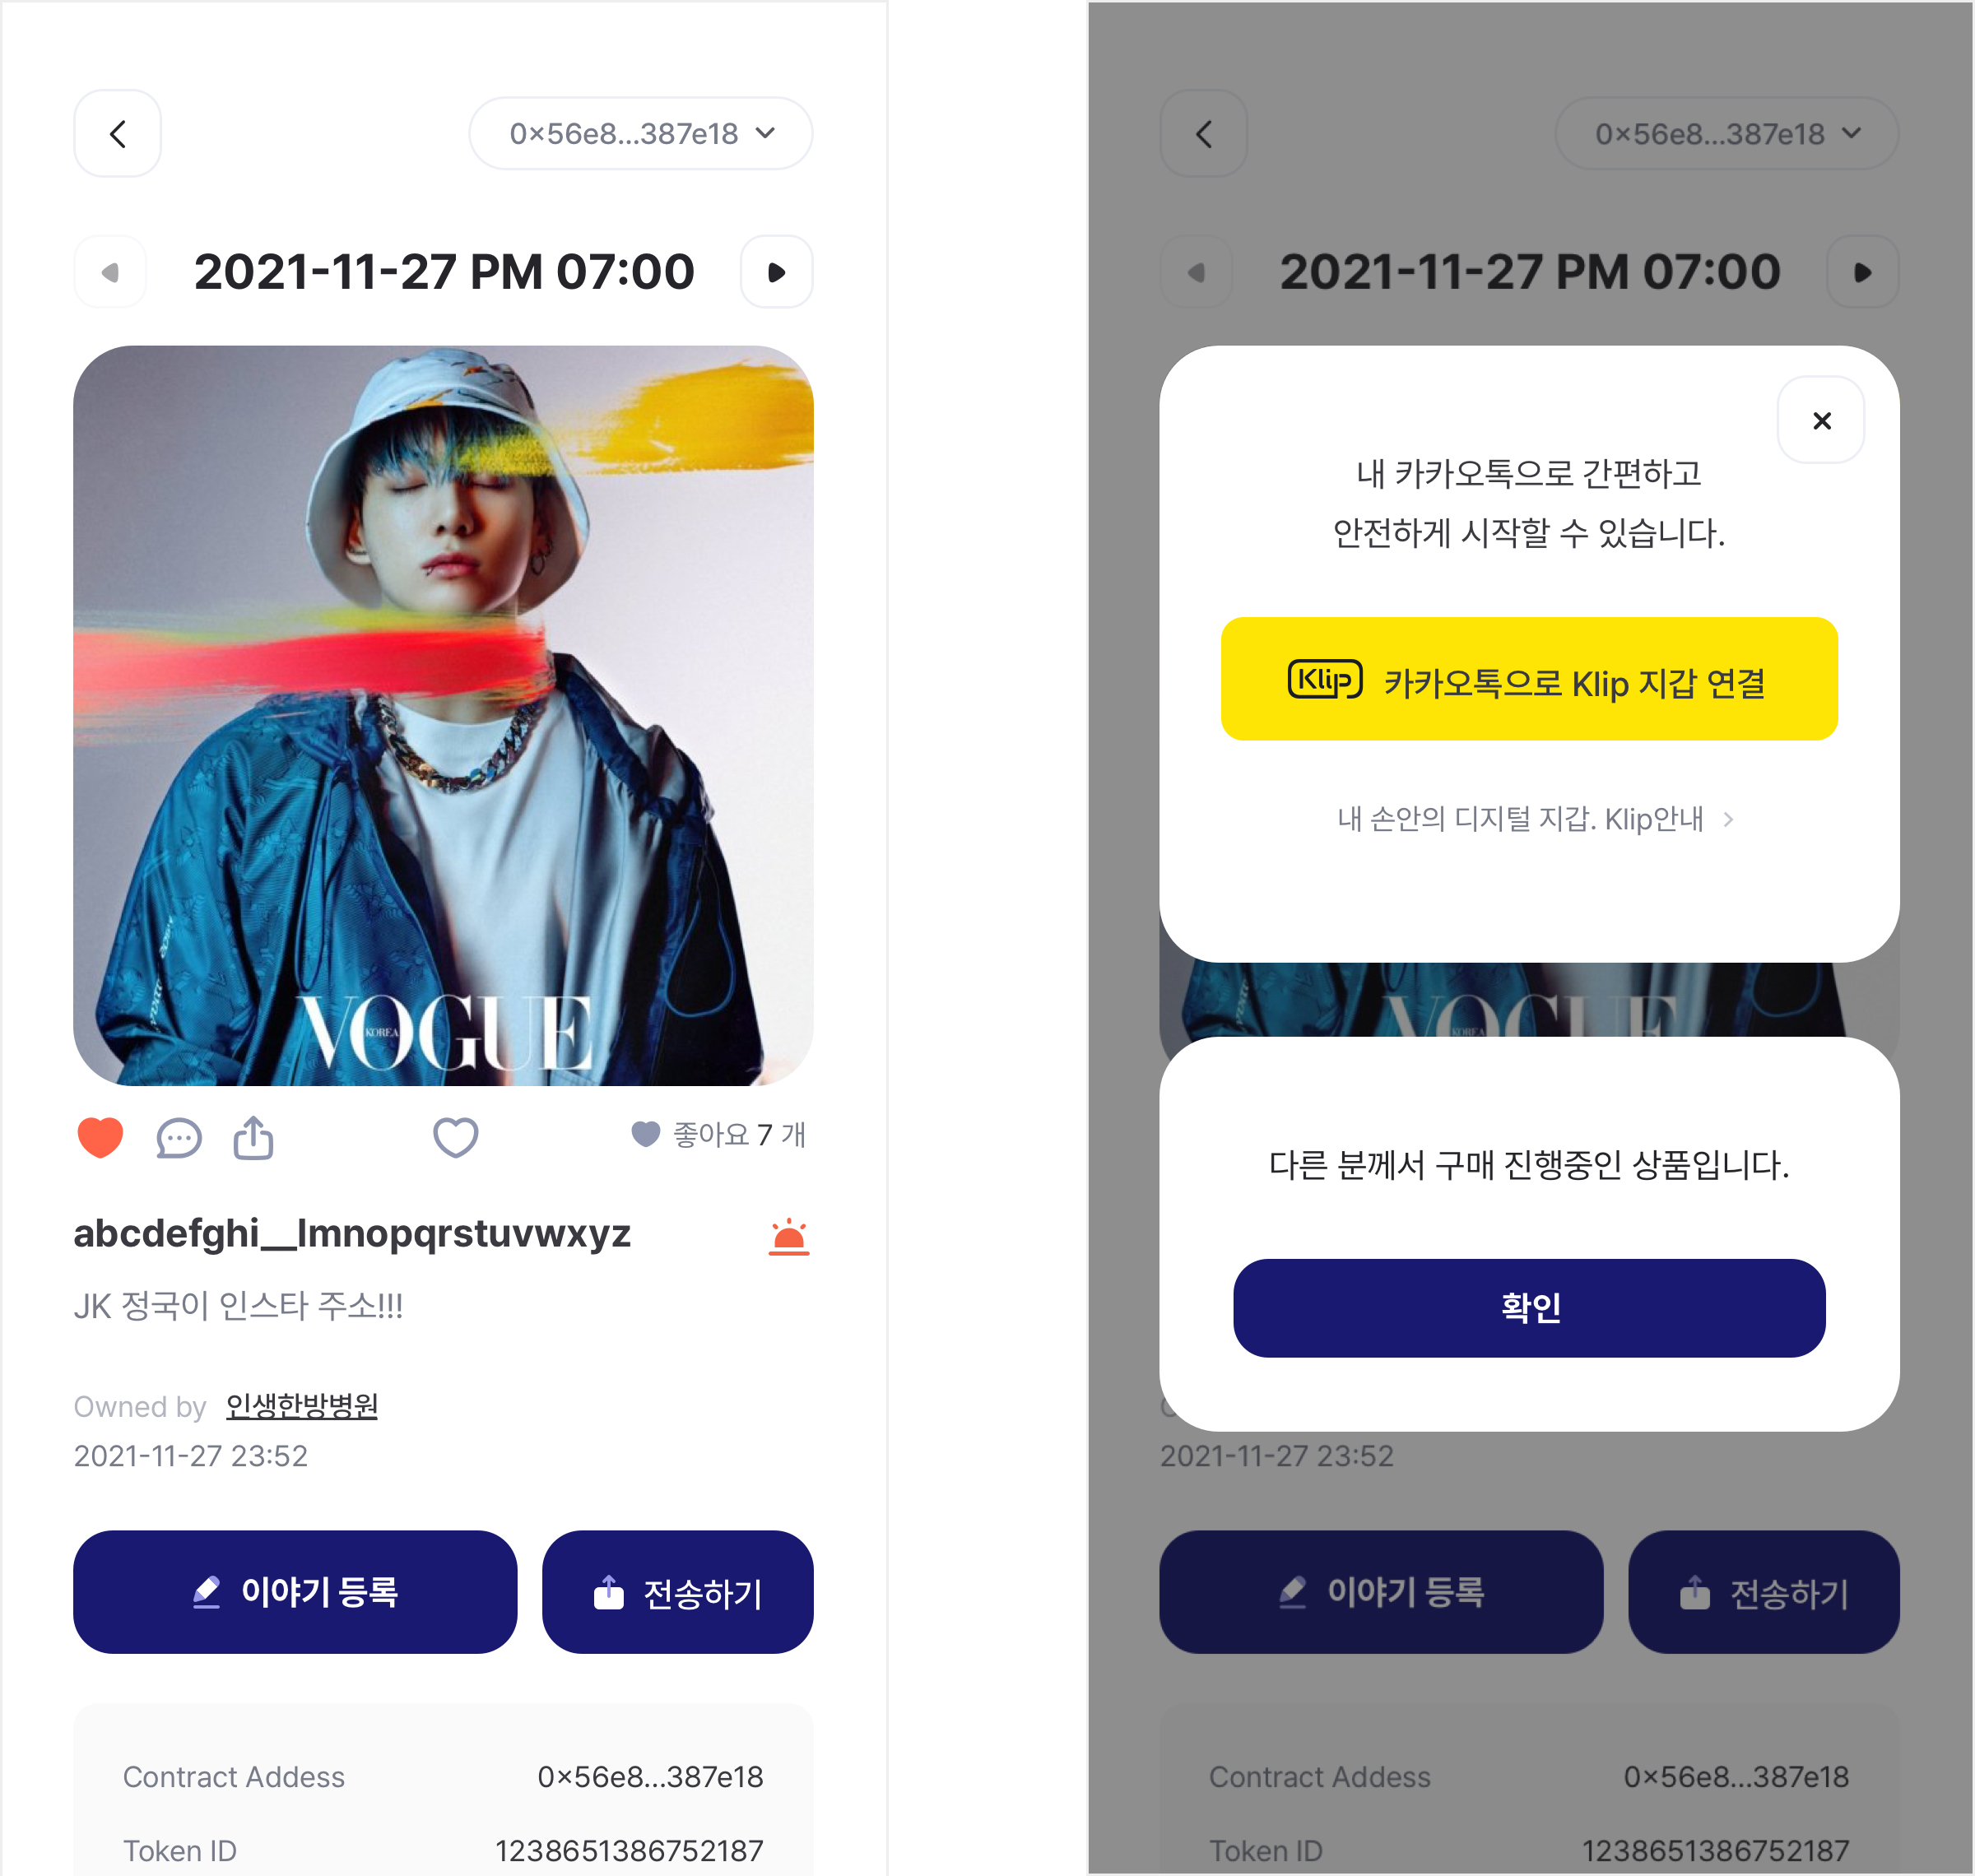 0×56e8...387e18
2021-11-27 PM 07:00
VOGUE
KOREA
좋아요 7 개
abcdefghi__lmnopqrstuvwxyz
JK 정국이 인스타 주소!!!
Owned by 인생한방병원
2021-11-27 23:52
이야기 등록
전송하기
Contract Addess 0×56e8...387e18
Token ID 1238651386752187
0×56e8...387e18
2021-11-27 PM 07:00
내 카카오톡으로 간편하고
안전하게 시작할 수 있습니다.
Klip 카카오톡으로 Klip 지갑 연결
내 손안의 디지털 지갑. Klip안내
VOGUE
KOREA
다른 분께서 구매 진행중인 상품입니다.
확인
2021-11-27 23:52
이야기 등록
전송하기
Contract Addess 0×56e8...387e18
Token ID 1238651386752187